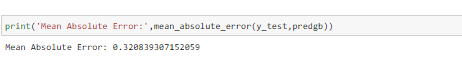 print('Mean Absolute Error:',mean_absolute_error(y_test,predgb))
Mean Absolute Error: 0.320839307152059